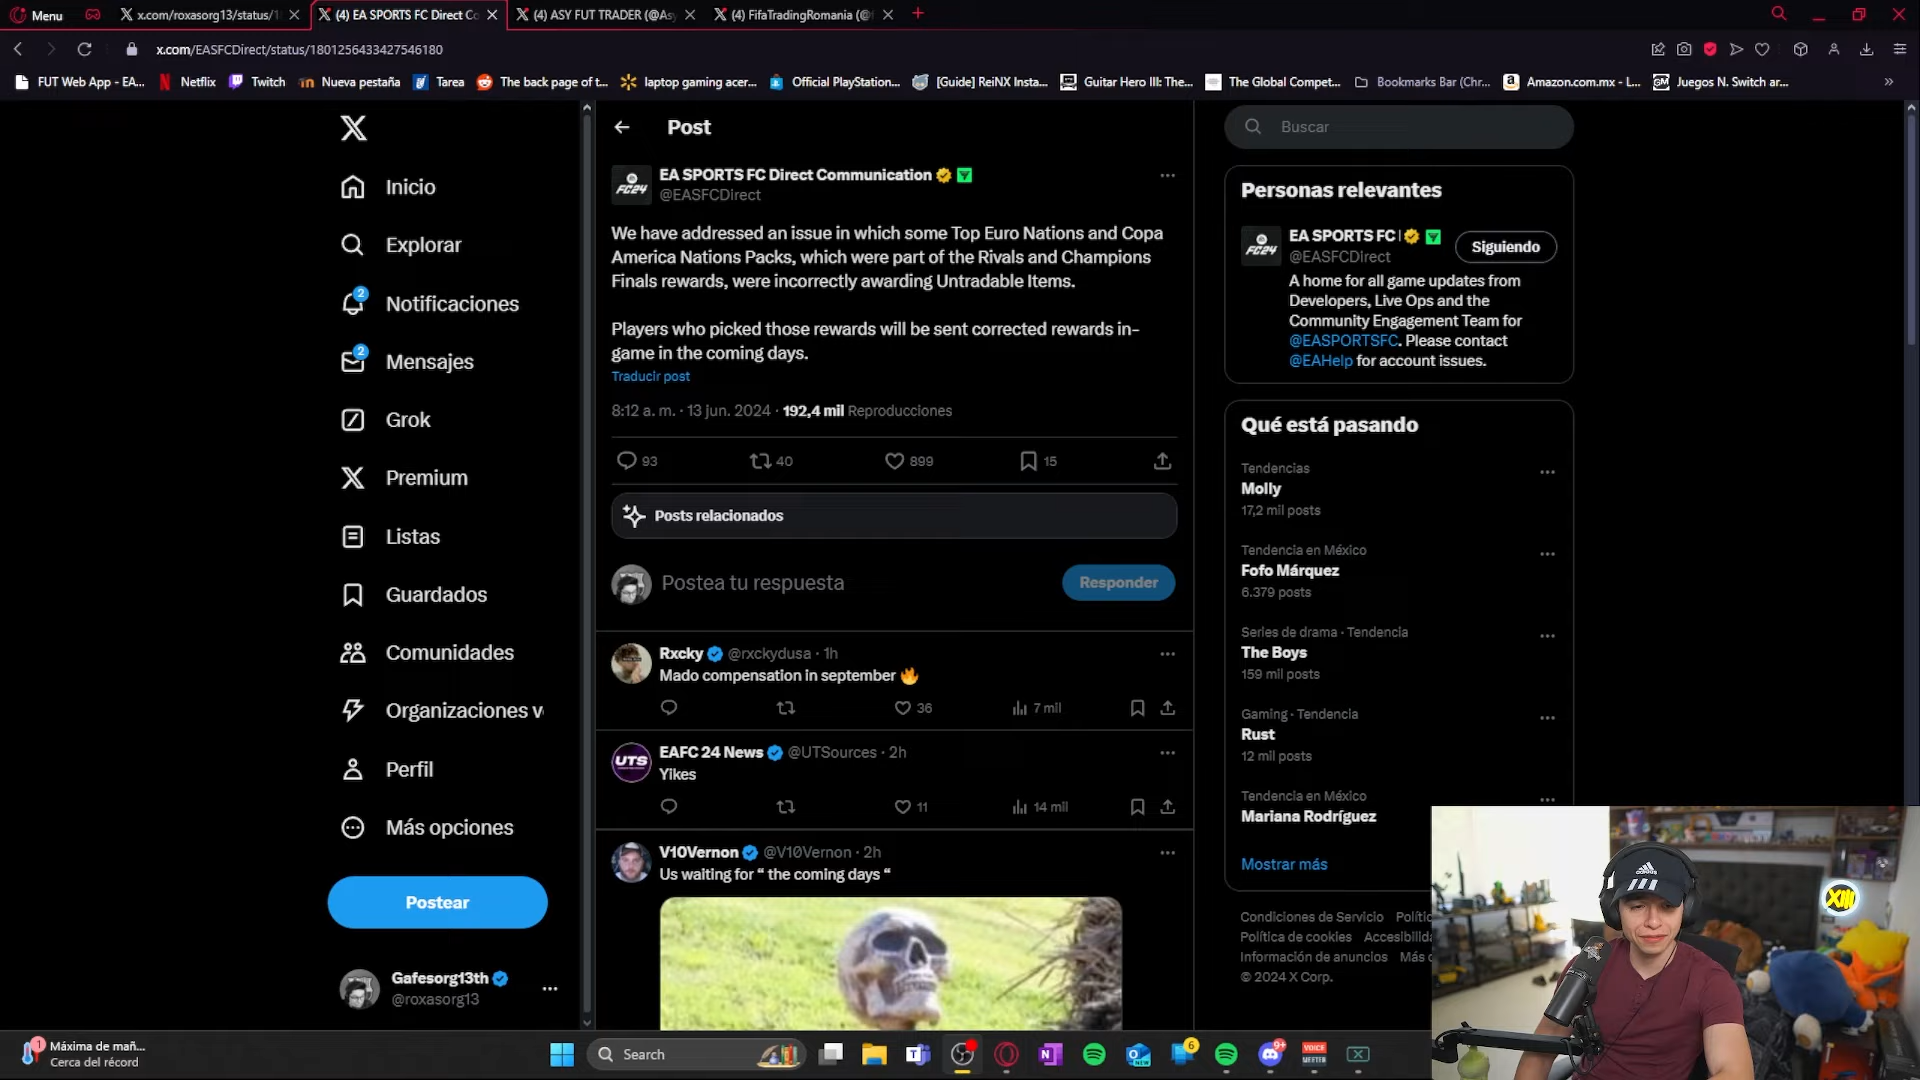 Menu
x.com/roxasorg13/status/1
(4) EA SPORTS FC Direct Co
(4) ASY FUT TRADER (@Asy
(4) FifaTradingRomania (@f
x.com/EASFCDirect/status/1801256433427546180
FUT Web App - EA...
Netflix
Twitch
Nueva pestaña
Tarea
The back page of t...
laptop gaming acer...
Official PlayStation...
[Guide] ReiNX Insta...
Guitar Hero III: The...
The Global Compet...
Bookmarks Bar (Chr...
Amazon.com.mx - L...
Juegos N. Switch ar...
»
Inicio
Explorar
2
Notificaciones
2
Mensajes
Grok
Premium
Listas
Guardados
Comunidades
Organizaciones v
Perfil
Más opciones
Postear
Gafesorg13th
@roxasorg13
Post
FC24
EA SPORTS FC Direct Communication
@EASFCDirect
We have addressed an issue in which some Top Euro Nations and Copa
America Nations Packs, which were part of the Rivals and Champions
Finals rewards, were incorrectly awarding Untradable Items.
Players who picked those rewards will be sent corrected rewards in-
game in the coming days.
Traducir post
8:12 a. m. · 13 jun. 2024 · 192,4 mil Reproducciones
93
40
899
15
Posts relacionados
Postea tu respuesta
Responder
Rxcky @rxckydusa · 1h
Mado compensation in september 🔥
36
7 mil
UTS
EAFC 24 News @UTSources · 2h
Yikes
11
14 mil
V10Vernon @V10Vernon · 2h
Us waiting for “ the coming days “
Buscar
Personas relevantes
FC24
EA SPORTS FC
@EASFCDirect
Siguiendo
A home for all game updates from
Developers, Live Ops and the
Community Engagement Team for
@EASPORTSFC. Please contact
@EAHelp for account issues.
Qué está pasando
Tendencias
Molly
17,2 mil posts
Tendencia en México
Fofo Márquez
6.379 posts
Series de drama · Tendencia
The Boys
159 mil posts
Gaming · Tendencia
Rust
12 mil posts
Tendencia en México
Mariana Rodríguez
Mostrar más
Condiciones de Servicio Polític
Política de cookies Accesibilida
Información de anuncios Más o
© 2024 X Corp.
adidas
XIII
1
Máxima de mañ...
Cerca del récord
Search
6
9+
VOICE
MEETER